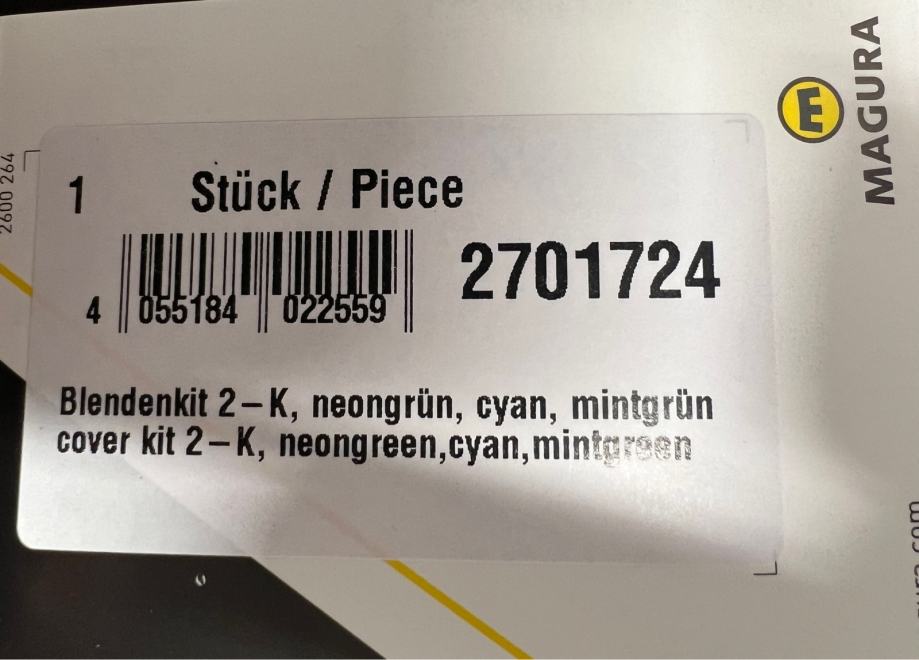 MAGURA
2600 264
1 Stück / Piece
2701724
4 055184 022559
Blendenkit 2–K, neongrün, cyan, mintgrün
cover kit 2–K, neongreen,cyan,mintgreen